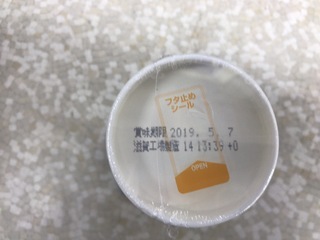 フタ止め
シール
賞味期限 2019. 5. 7
滋賀工場製造 14 13:39 +0
OPEN